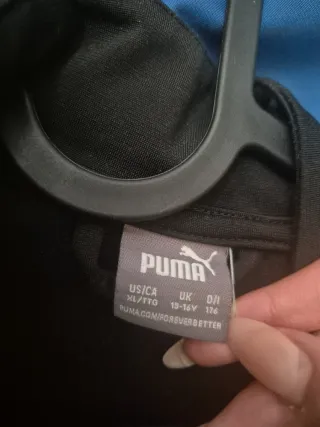 PUMA
US/CA UK D/I
XL/TTG 15-16Y 176
PUMA.COM/FOREVERBETTER